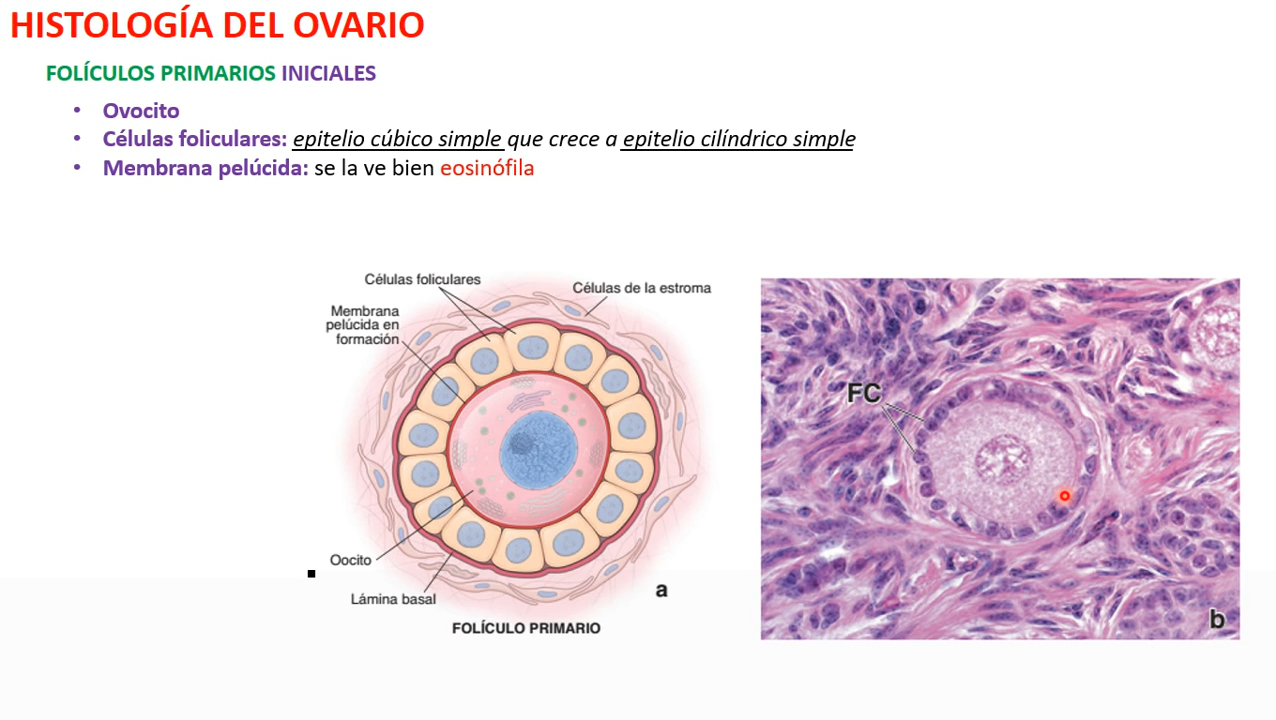 HISTOLOGÍA DEL OVARIO
FOLÍCULOS PRIMARIOS INICIALES
• Ovocito
• Células foliculares: epitelio cúbico simple que crece a epitelio cilíndrico simple
• Membrana pelúcida: se la ve bien eosinófila
Células foliculares
Células de la estroma
Membrana
pelúcida en
formación
Oocito
Lámina basal
a
FOLÍCULO PRIMARIO
FC
b